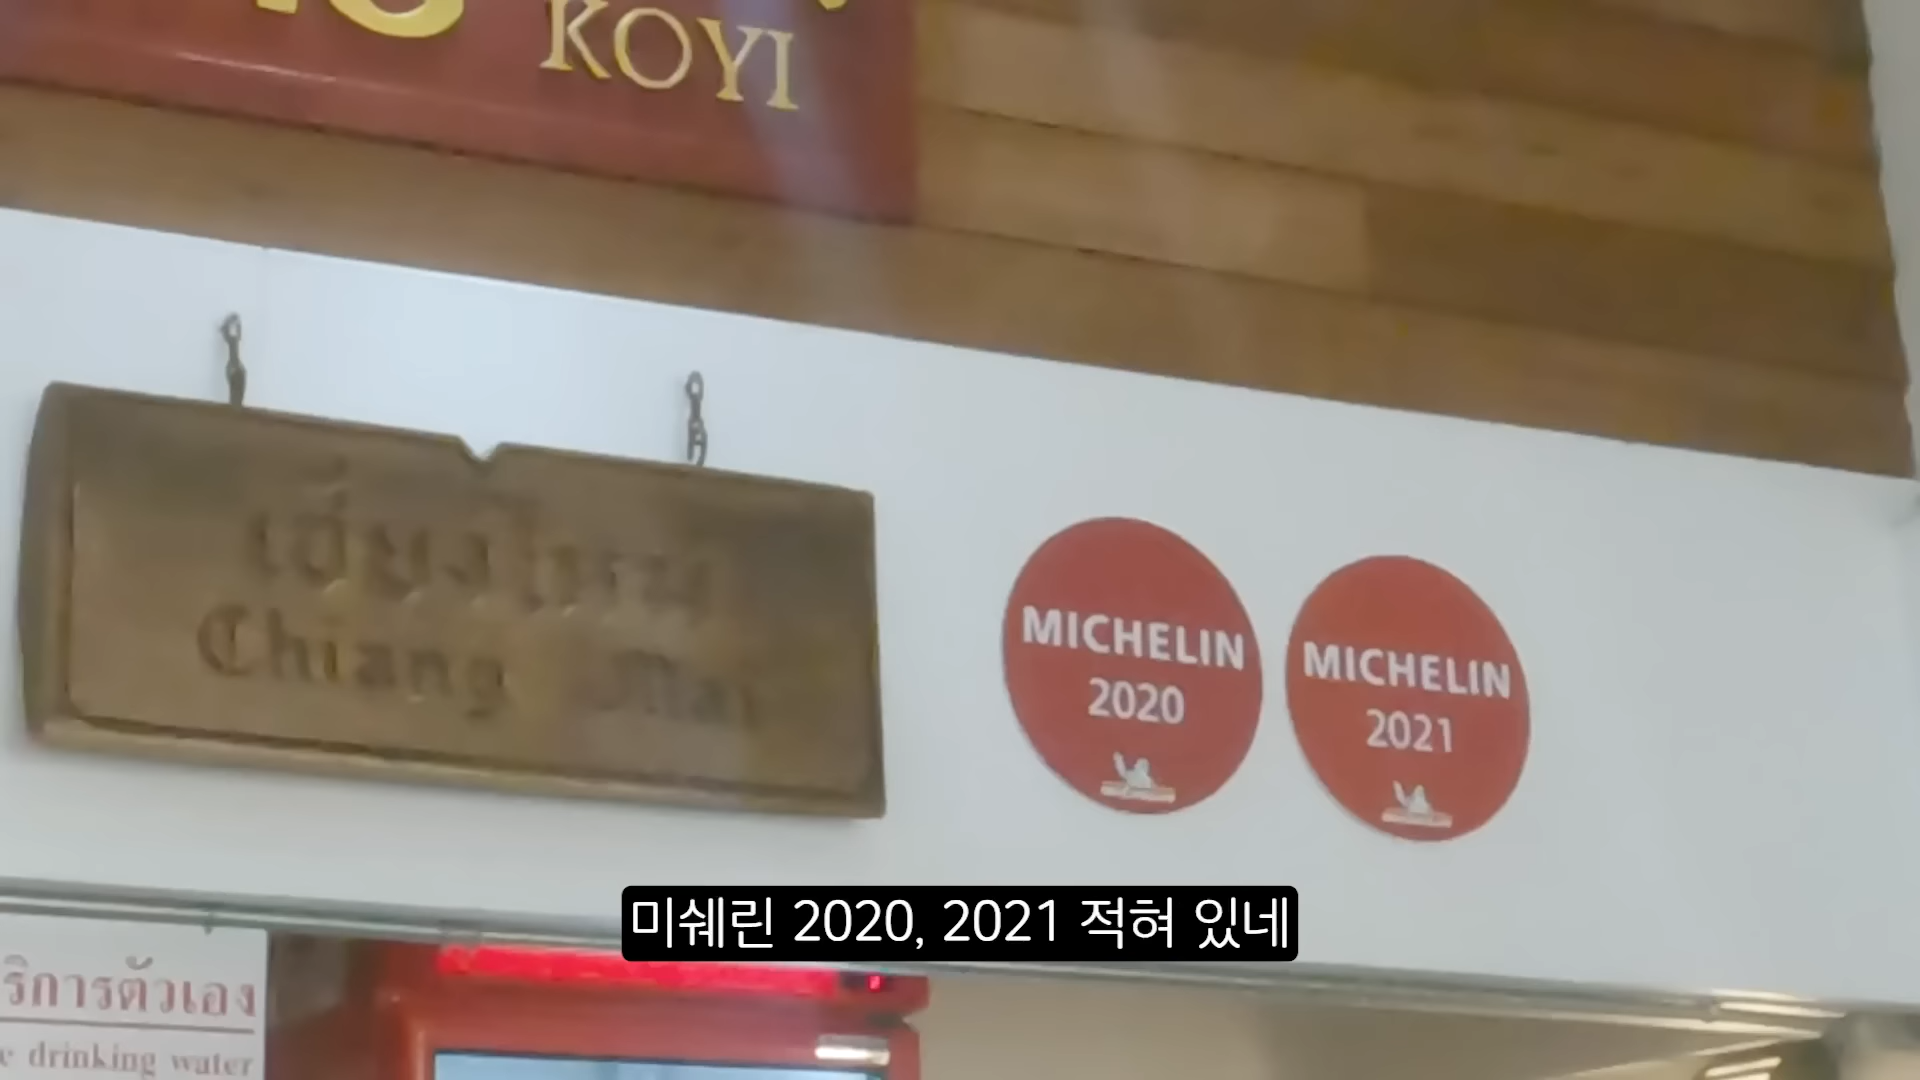 KOYI
เชียงใหม่
Chiang Mai
MICHELIN
2020
MICHELIN
2021
미쉐린 2020, 2021 적혀 있네
ริการตัวเอง
drinking water